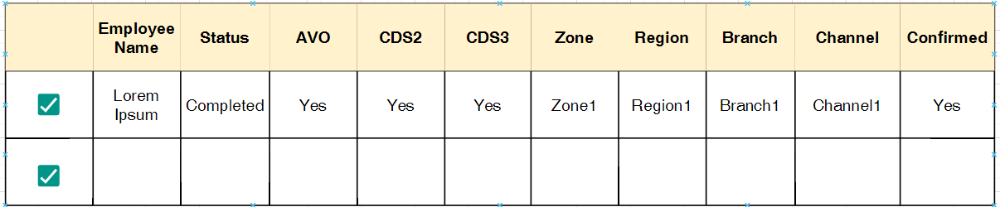 Employee Name
Status
AVO
CDS2
CDS3
Zone
Region
Branch
Channel
Confirmed
Lorem Ipsum
Completed
Yes
Yes
Yes
Zone1
Region1
Branch1
Channel1
Yes